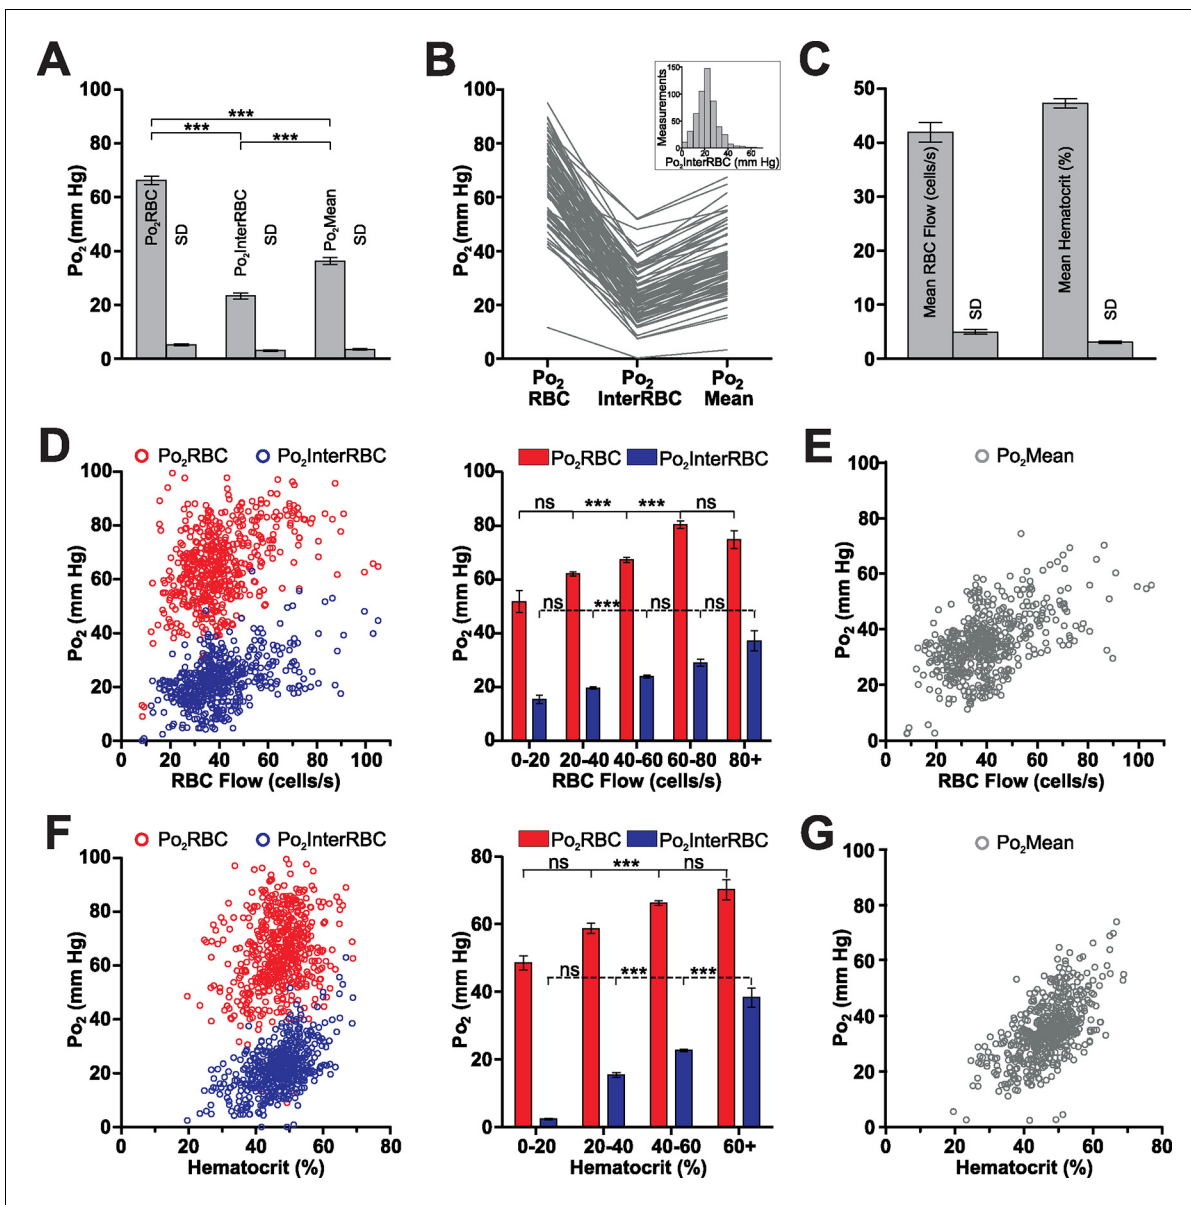 A
Po2 (mm Hg)
100
80
60
40
20
0
***
***
***
Po2RBC
SD
Po2InterRBC
SD
Po2Mean
SD
B
Po2 (mm Hg)
100
80
60
40
20
0
Po2 RBC
Po2 InterRBC
Po2 Mean
Measurements
150
100
50
0
0 20 40 60
Po2InterRBC (mm Hg)
C
50
40
30
20
10
0
Mean RBC Flow (cells/s)
SD
Mean Hematocrit (%)
SD
D
Po2RBC Po2InterRBC
Po2 (mm Hg)
100
80
60
40
20
0
0 20 40 60 80 100
RBC Flow (cells/s)
Po2RBC Po2InterRBC
Po2 (mm Hg)
100
80
60
40
20
0
ns *** *** ns
ns *** ns ns
0-20 20-40 40-60 60-80 80+
RBC Flow (cells/s)
E
Po2Mean
Po2 (mm Hg)
100
80
60
40
20
0
0 20 40 60 80 100
RBC Flow (cells/s)
F
Po2RBC Po2InterRBC
Po2 (mm Hg)
100
80
60
40
20
0
0 20 40 60 80
Hematocrit (%)
Po2RBC Po2InterRBC
Po2 (mm Hg)
80
60
40
20
0
ns *** ns
ns *** ***
0-20 20-40 40-60 60+
Hematocrit (%)
G
Po2Mean
Po2 (mm Hg)
100
80
60
40
20
0
0 20 40 60 80
Hematocrit (%)